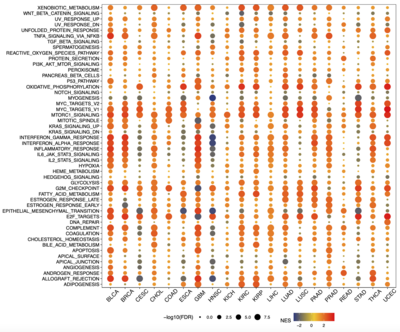 XENOBIOTIC_METABOLISM
WNT_BETA_CATENIN_SIGNALING
UV_RESPONSE_UP
UV_RESPONSE_DN
UNFOLDED_PROTEIN_RESPONSE
TNFA_SIGNALING_VIA_NFKB
TGF_BETA_SIGNALING
SPERMATOGENESIS
REACTIVE_OXYGEN_SPECIES_PATHWAY
PROTEIN_SECRETION
PI3K_AKT_MTOR_SIGNALING
PEROXISOME
PANCREAS_BETA_CELLS
P53_PATHWAY
OXIDATIVE_PHOSPHORYLATION
NOTCH_SIGNALING
MYOGENESIS
MYC_TARGETS_V2
MYC_TARGETS_V1
MTORC1_SIGNALING
MITOTIC_SPINDLE
KRAS_SIGNALING_UP
KRAS_SIGNALING_DN
INTERFERON_GAMMA_RESPONSE
INTERFERON_ALPHA_RESPONSE
INFLAMMATORY_RESPONSE
IL6_JAK_STAT3_SIGNALING
IL2_STAT5_SIGNALING
HYPOXIA
HEME_METABOLISM
HEDGEHOG_SIGNALING
GLYCOLYSIS
G2M_CHECKPOINT
FATTY_ACID_METABOLISM
ESTROGEN_RESPONSE_LATE
ESTROGEN_RESPONSE_EARLY
EPITHELIAL_MESENCHYMAL_TRANSITION
E2F_TARGETS
DNA_REPAIR
COMPLEMENT
COAGULATION
CHOLESTEROL_HOMEOSTASIS
BILE_ACID_METABOLISM
APOPTOSIS
APICAL_SURFACE
APICAL_JUNCTION
ANGIOGENESIS
ANDROGEN_RESPONSE
ALLOGRAFT_REJECTION
ADIPOGENESIS
BLCA BRCA CESC CHOL COAD ESCA GBM HNSC KICH KIRC KIRP LIHC LUAD LUSC PAAD PRAD READ STAD THCA UCEC
−log10(FDR) 0.0 2.5 5.0 7.5 NES −2 0 2